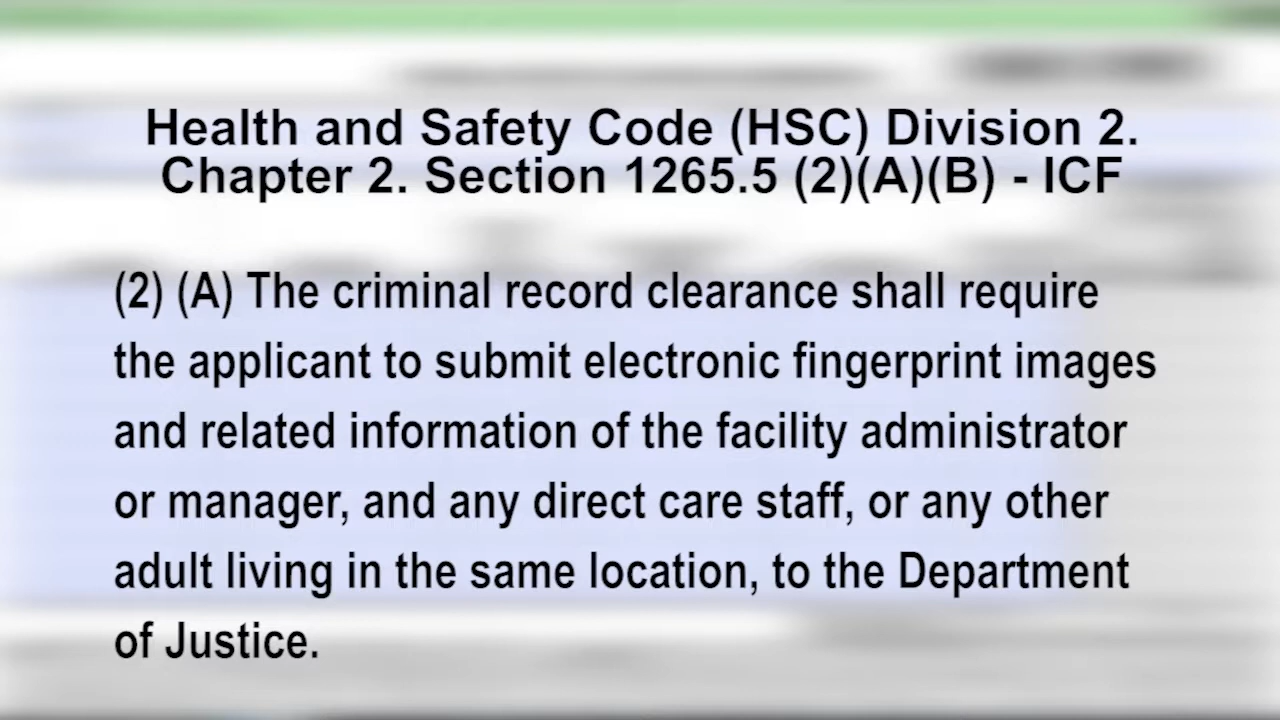 Health and Safety Code (HSC) Division 2.
Chapter 2. Section 1265.5 (2)(A)(B) - ICF
(2) (A) The criminal record clearance shall require
the applicant to submit electronic fingerprint images
and related information of the facility administrator
or manager, and any direct care staff, or any other
adult living in the same location, to the Department
of Justice.